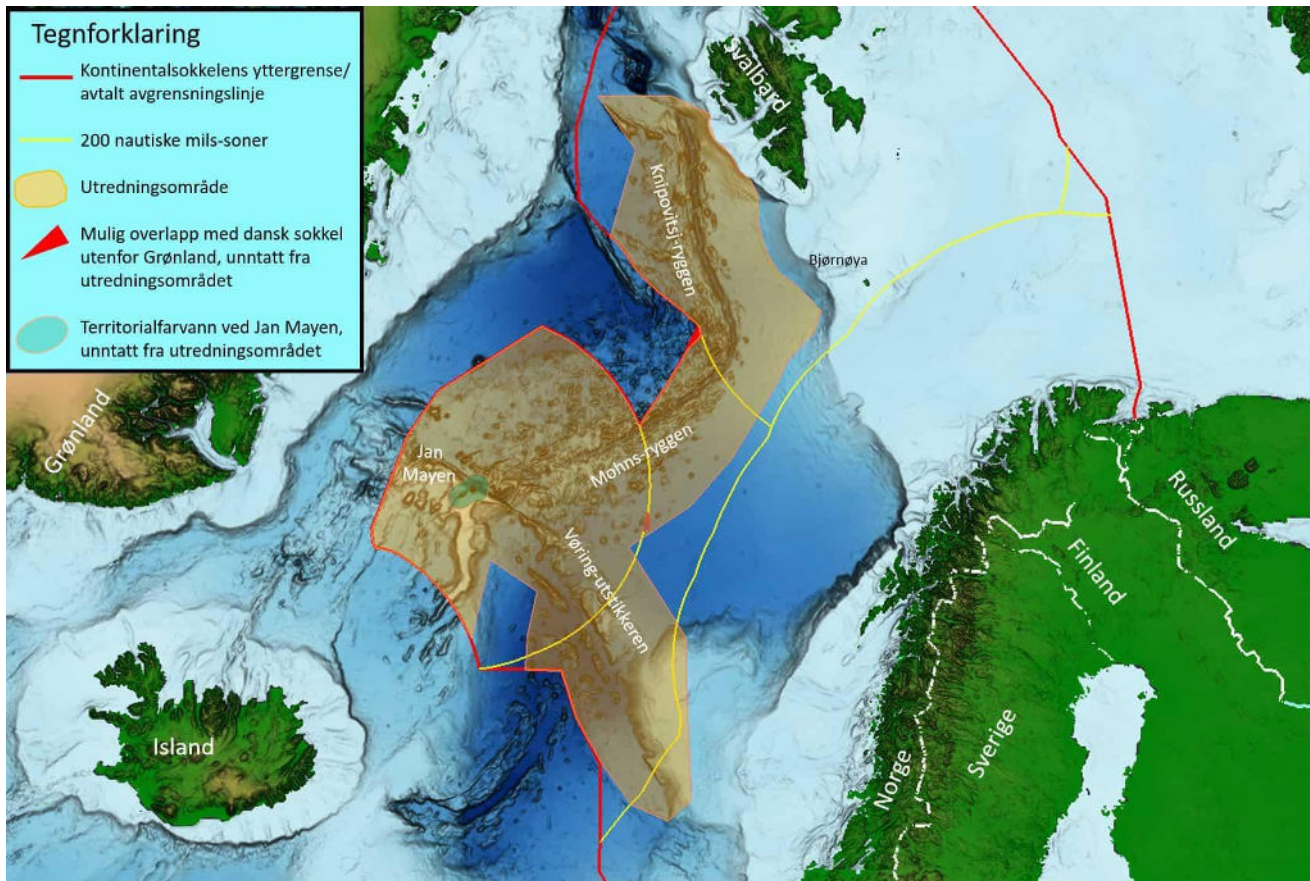 Tegnforklaring
Kontinentalsokkelens yttergrense/
avtalt avgrensningslinje
200 nautiske mils-soner
Utredningsområde
Mulig overlapp med dansk sokkel
utenfor Grønland, unntatt fra
utredningsområdet
Territorialfarvann ved Jan Mayen,
unntatt fra utredningsområdet
Svalbard
Knipovitsj-ryggen
Bjørnøya
Grønland
Jan
Mayen
Mohns-ryggen
Vøring-utstikkeren
Island
Norge
Sverige
Finland
Russland